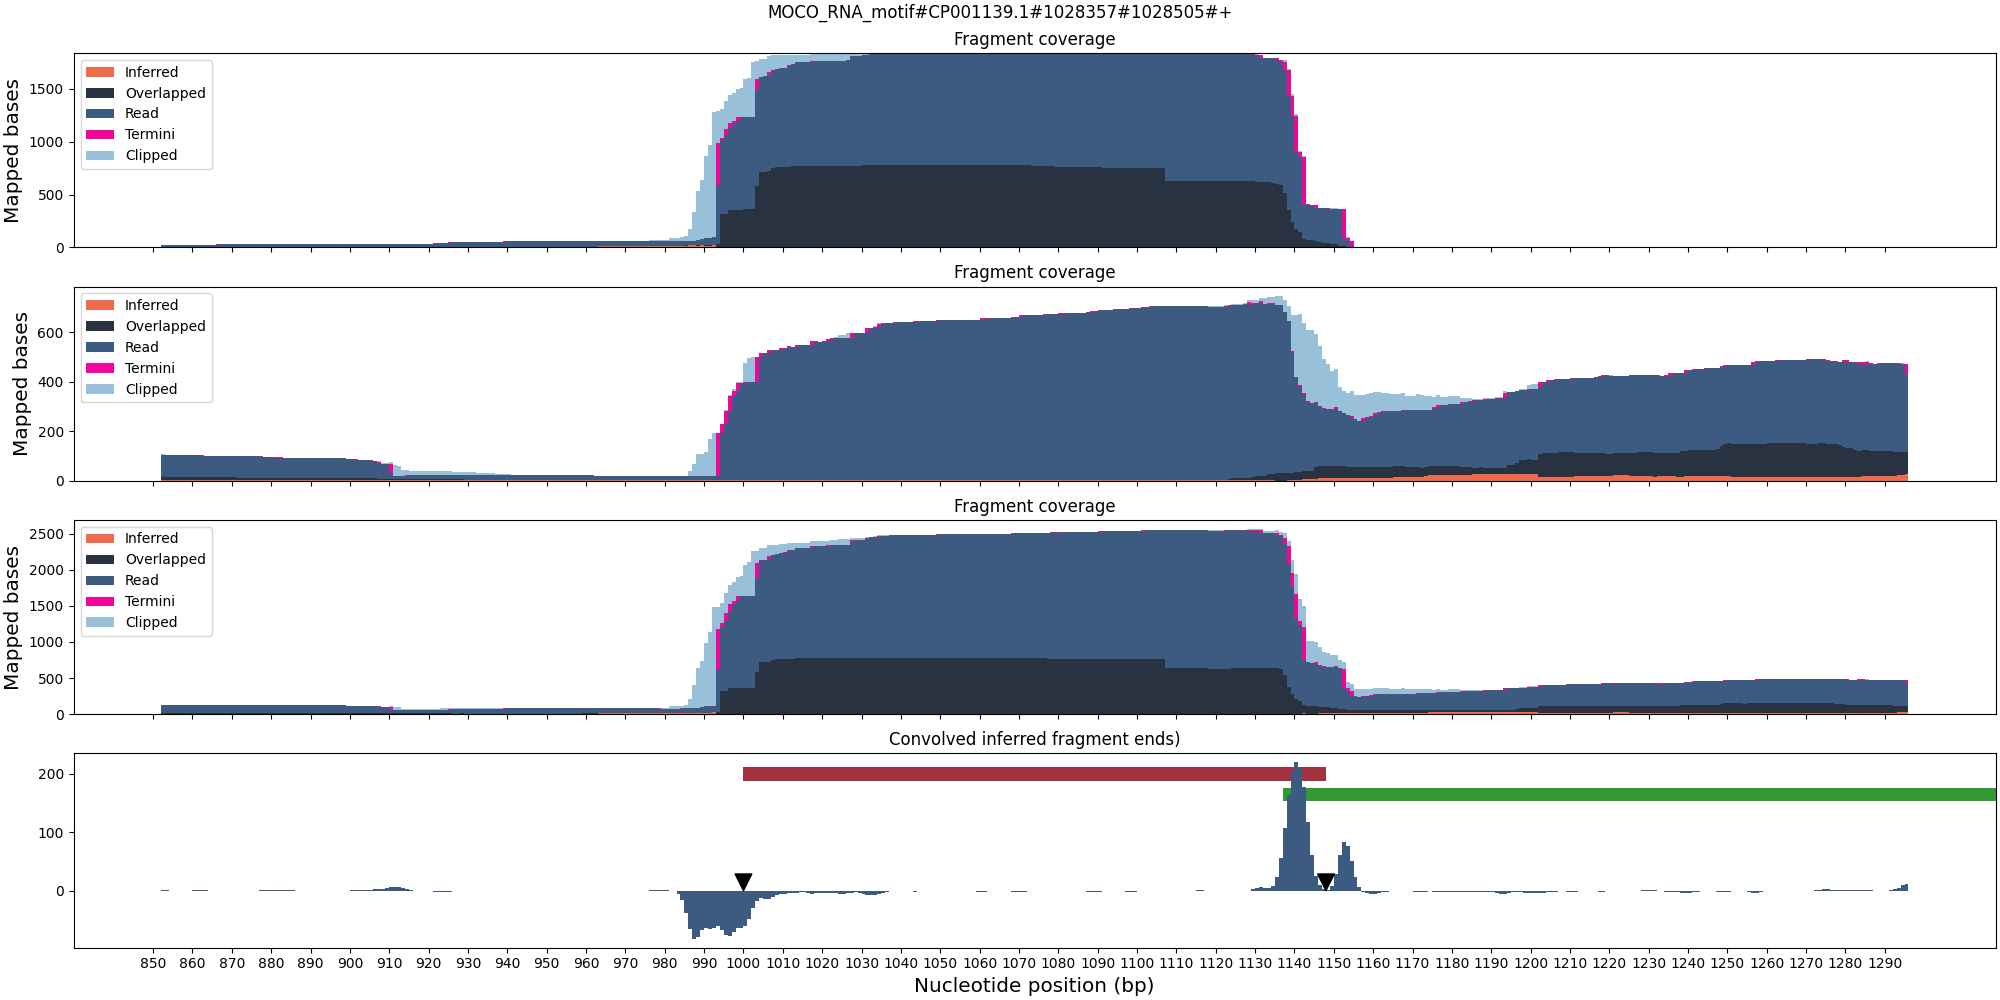 MOCO_RNA_motif#CP001139.1#1028357#1028505#+
Fragment coverage
Mapped bases
1500
1000
500
0
Inferred
Overlapped
Read
Termini
Clipped
Fragment coverage
Mapped bases
600
400
200
0
Inferred
Overlapped
Read
Termini
Clipped
Fragment coverage
Mapped bases
2500
2000
1500
1000
500
0
Inferred
Overlapped
Read
Termini
Clipped
Convolved inferred fragment ends)
200
100
0
850 860 870 880 890 900 910 920 930 940 950 960 970 980 990 1000 1010 1020 1030 1040 1050 1060 1070 1080 1090 1100 1110 1120 1130 1140 1150 1160 1170 1180 1190 1200 1210 1220 1230 1240 1250 1260 1270 1280 1290
Nucleotide position (bp)